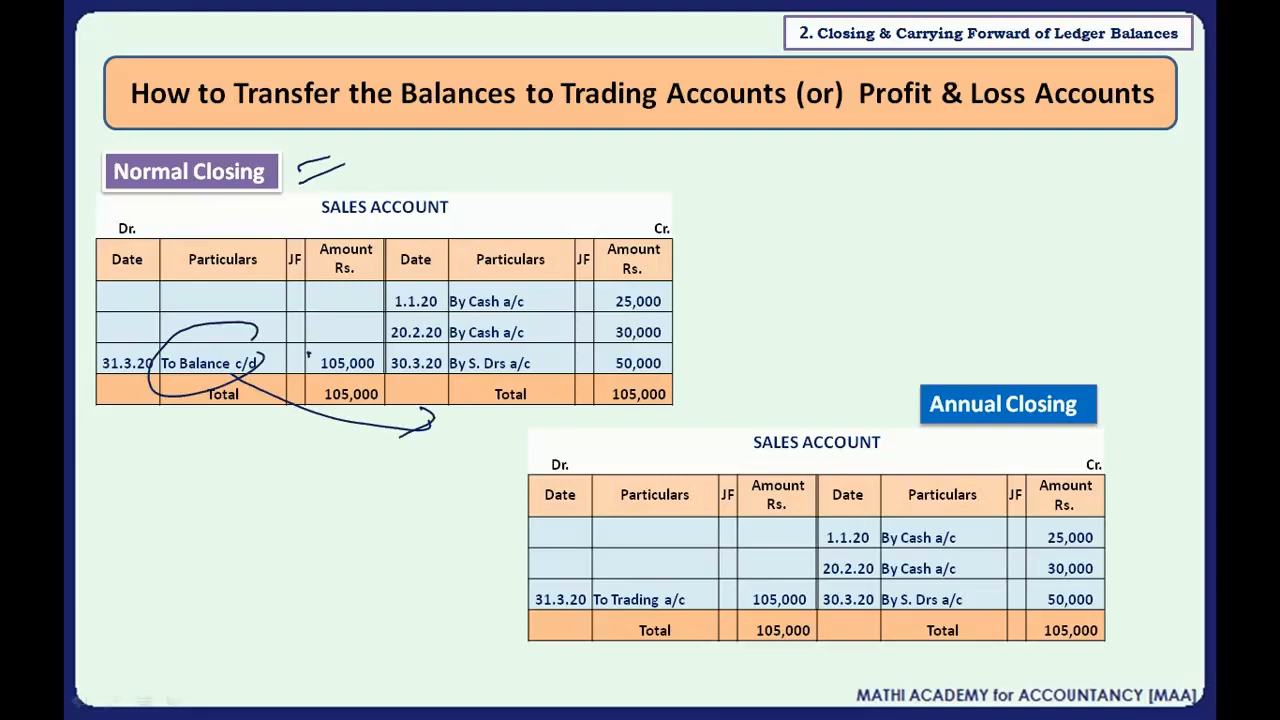 2. Closing & Carrying Forward of Ledger Balances
How to Transfer the Balances to Trading Accounts (or) Profit & Loss Accounts
Normal Closing
SALES ACCOUNT
Dr. Cr.
Date Particulars JF Amount Rs. Date Particulars JF Amount Rs.
1.1.20 By Cash a/c 25,000
20.2.20 By Cash a/c 30,000
31.3.20 To Balance c/d 105,000 30.3.20 By S. Drs a/c 50,000
Total 105,000 Total 105,000
Annual Closing
SALES ACCOUNT
Dr. Cr.
Date Particulars JF Amount Rs. Date Particulars JF Amount Rs.
1.1.20 By Cash a/c 25,000
20.2.20 By Cash a/c 30,000
31.3.20 To Trading a/c 105,000 30.3.20 By S. Drs a/c 50,000
Total 105,000 Total 105,000
MATHI ACADEMY for ACCOUNTANCY [MAA]